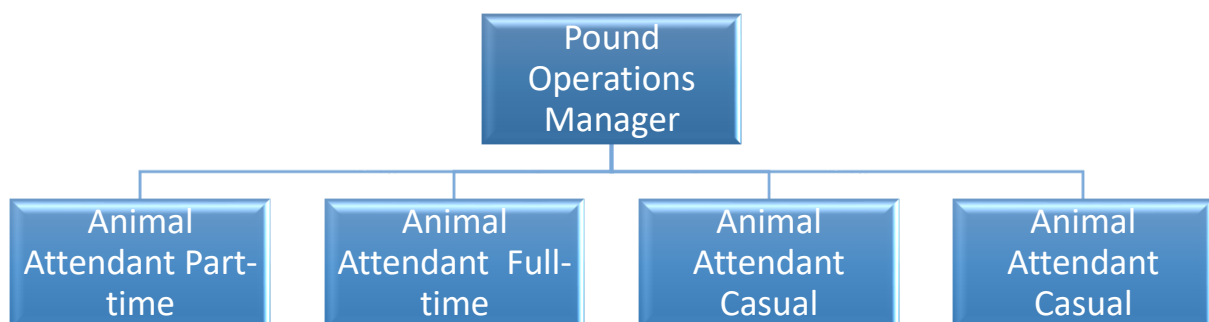 Pound
Operations
Manager
Animal
Attendant Part-
time
Animal
Attendant  Full-
time
Animal
Attendant
Casual
Animal
Attendant
Casual